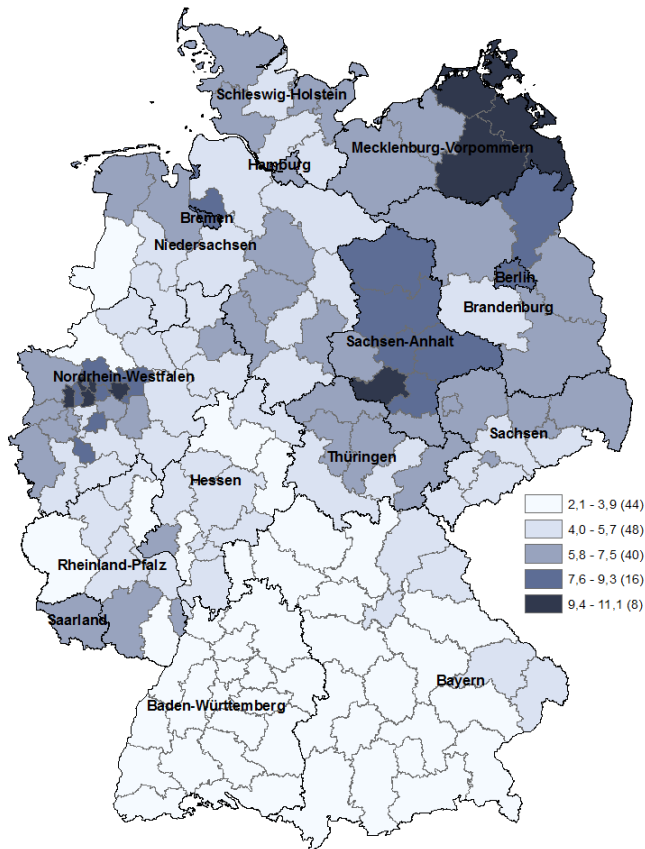 Schleswig-Holstein
Mecklenburg-Vorpommern
Hamburg
Bremen
Niedersachsen
Berlin
Brandenburg
Sachsen-Anhalt
Nordrhein-Westfalen
Sachsen
Thüringen
Hessen
2,1 - 3,9 (44)
4,0 - 5,7 (48)
5,8 - 7,5 (40)
7,6 - 9,3 (16)
9,4 - 11,1 (8)
Rheinland-Pfalz
Saarland
Bayern
Baden-Württemberg